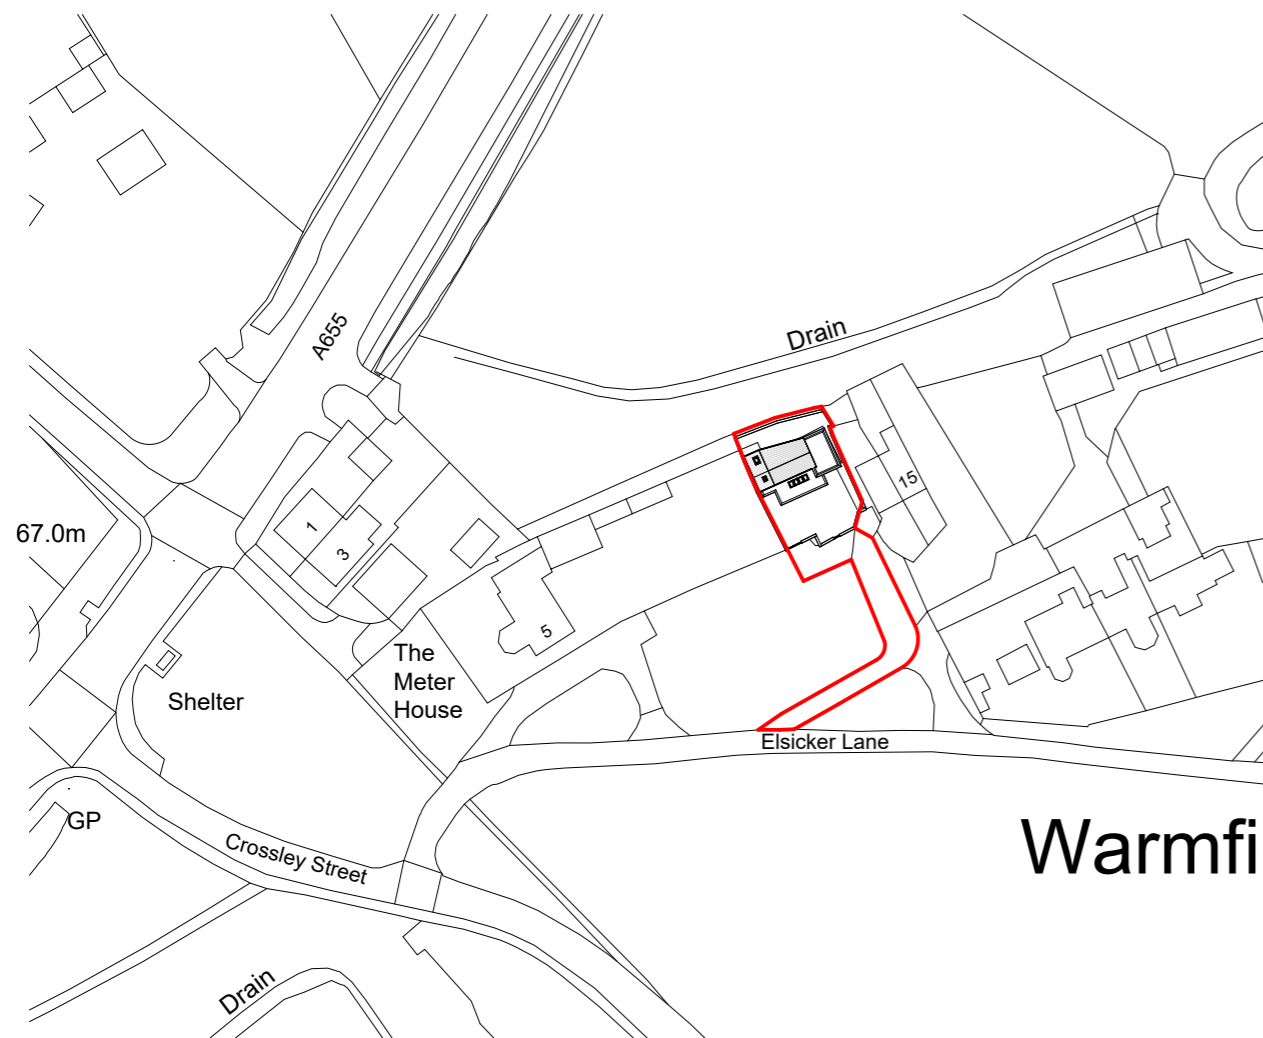 A655
Drain
15
1
3
67.0m
5
The
Meter
House
Shelter
Elsicker Lane
GP
Crossley Street
Warmfi
Drain